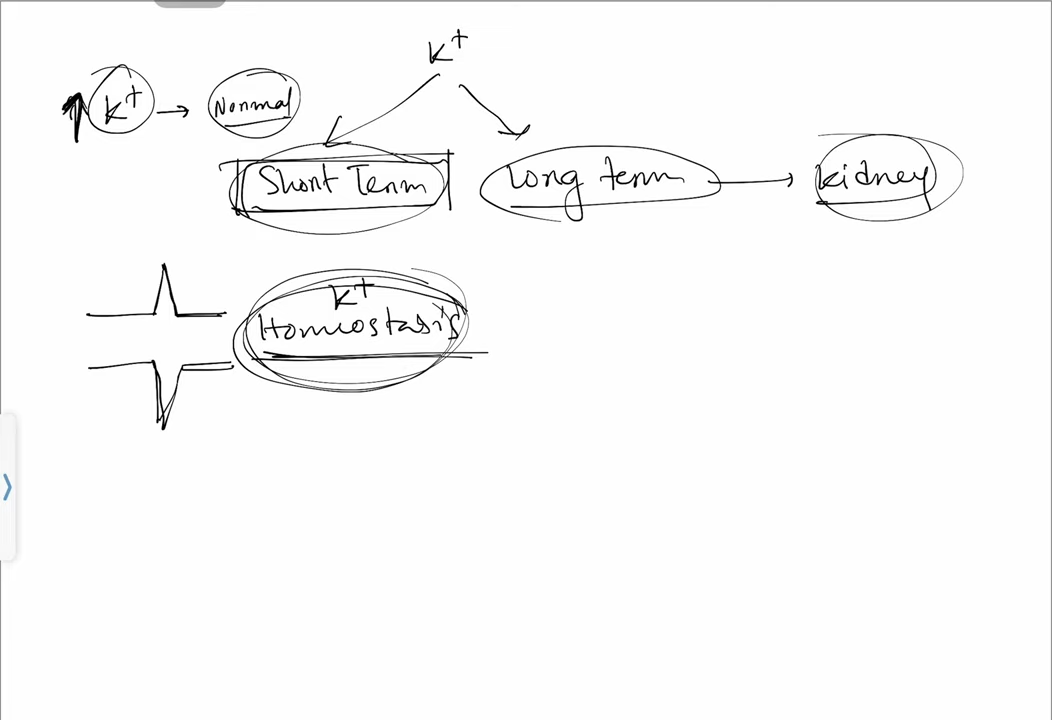 K+
↑ K+ → Normal
Short Term
Long term → kidney
K+
Homeostasis